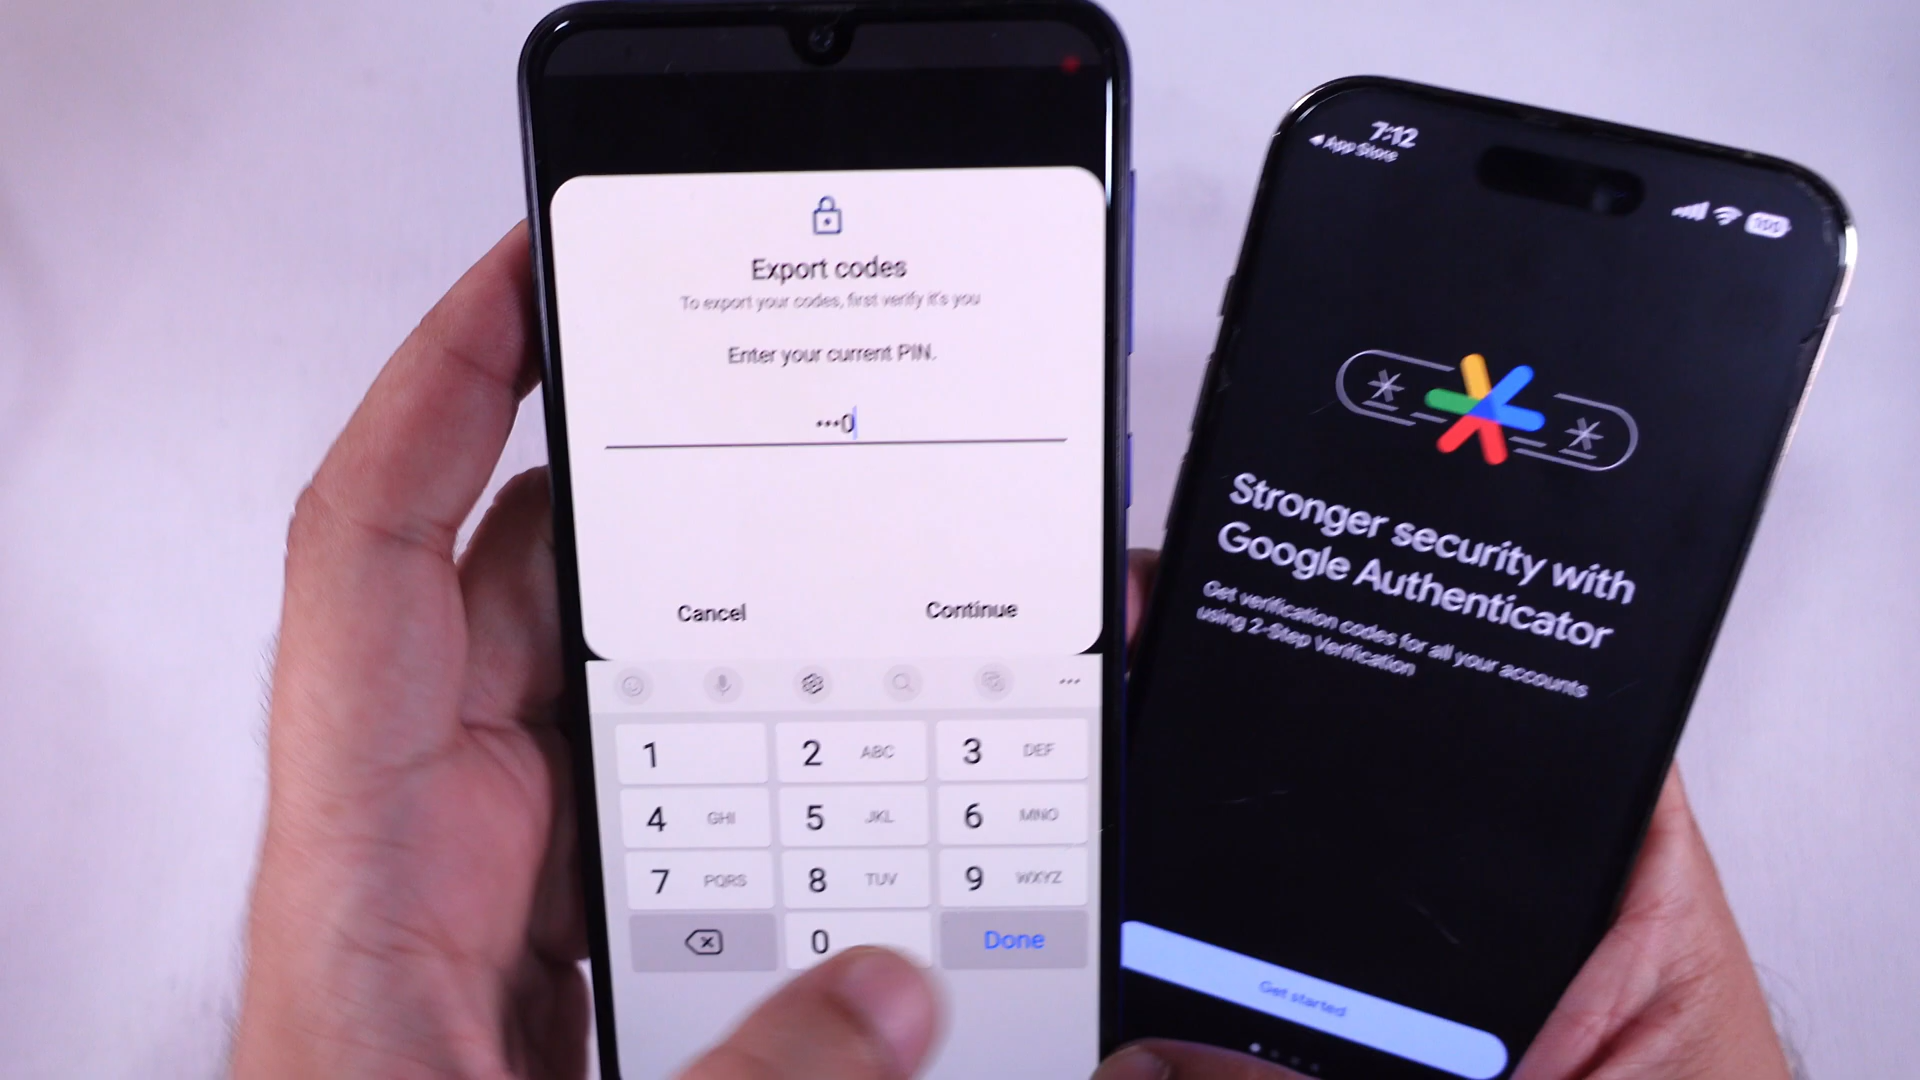 Export codes
To export your codes, first verify it's you
Enter your current PIN.
•••0
Cancel
Continue
1
2 ABC
3 DEF
4 GHI
5 JKL
6 MNO
7 PQRS
8 TUV
9 WXYZ
0
Done
7:12
App Store
100
Stronger security with
Google Authenticator
Get verification codes for all your accounts
using 2-Step Verification
Get started